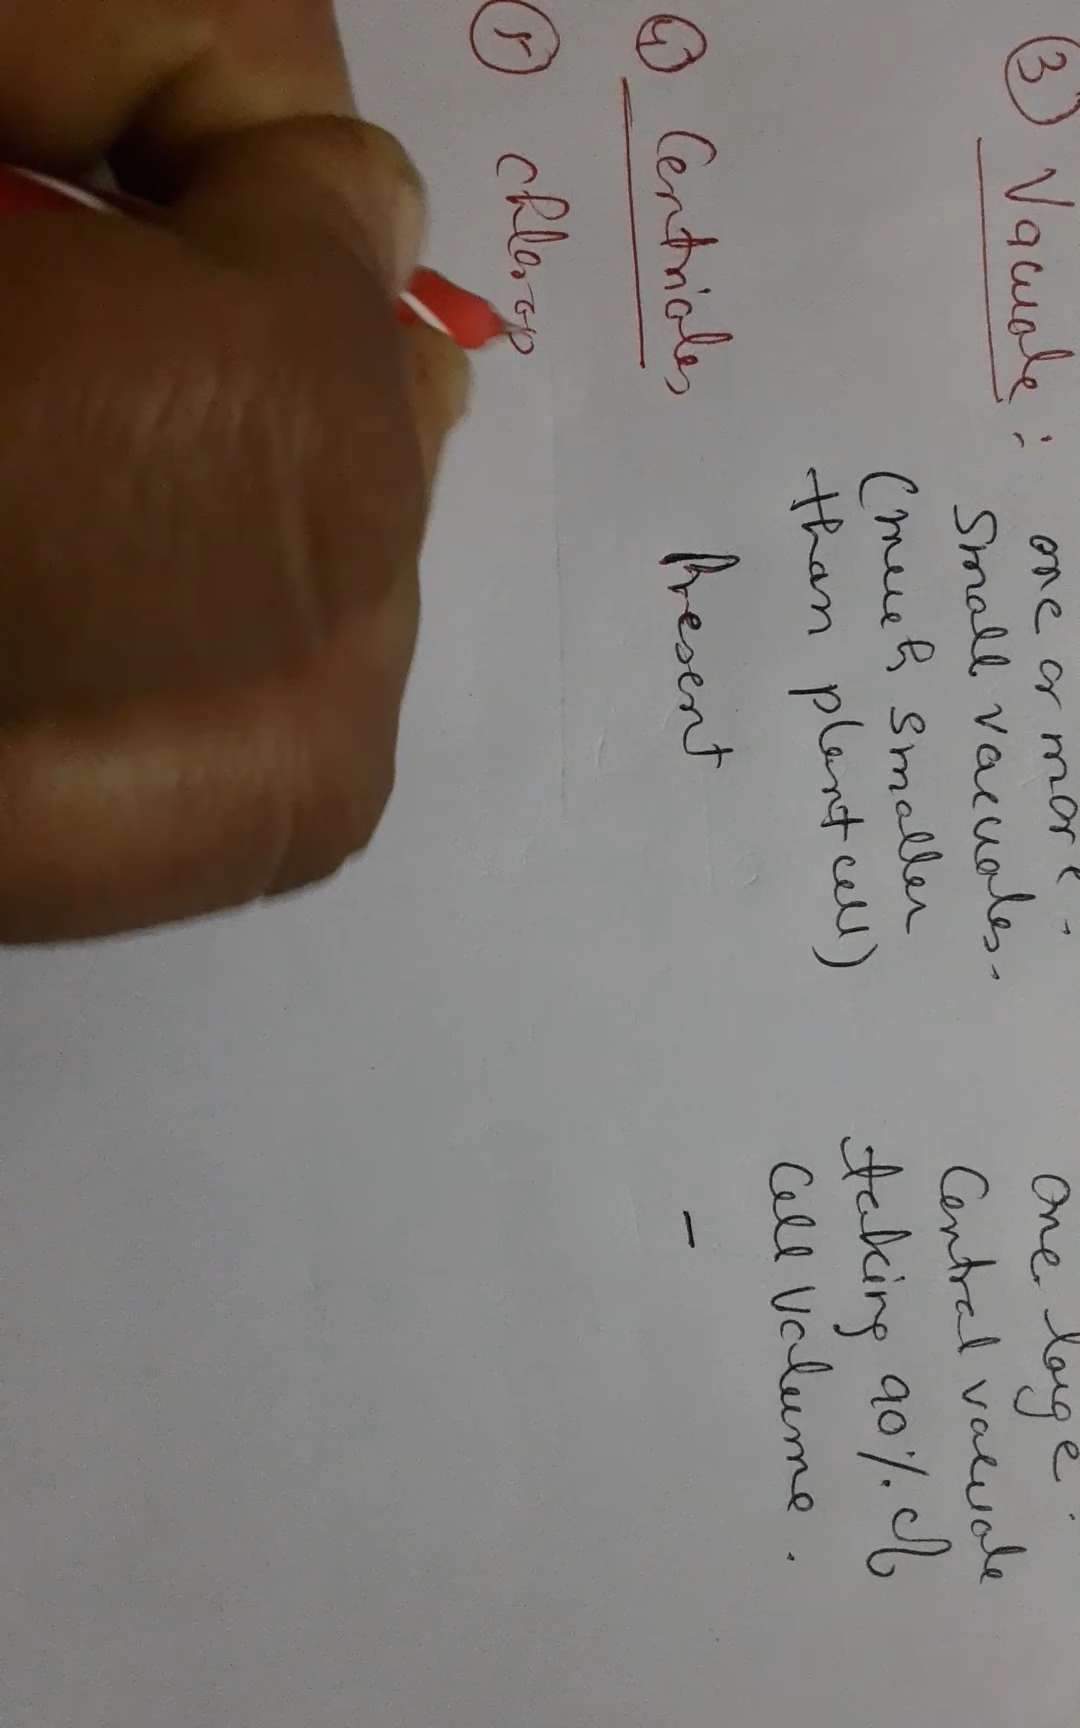 ③ Vacuole : one or more small vacuoles. (much smaller than plant cell)
One large Central vacuole taking 90% of cell volume.
④ Centrioles Present –
⑤ Chlorop